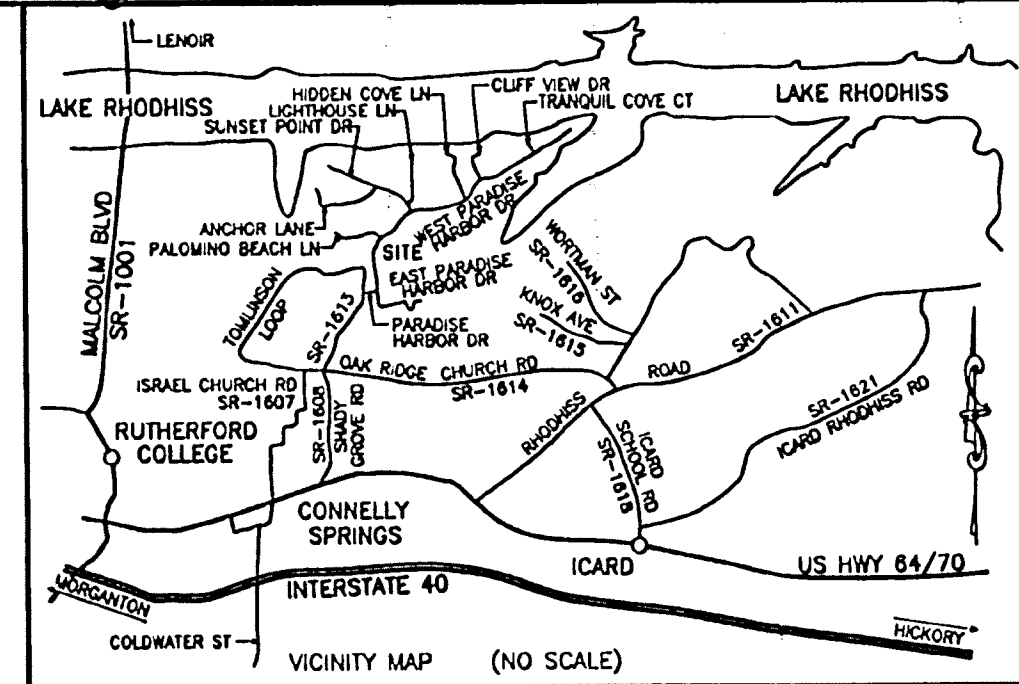 LENOIR
LAKE RHODHISS
HIDDEN COVE LN
LIGHTHOUSE LN
SUNSET POINT DR
CLIFF VIEW DR
TRANQUIL COVE CT
LAKE RHODHISS
MALCOLM BLVD
SR-1001
ANCHOR LANE
PALOMINO BEACH LN
SITE
WEST PARADISE
HARBOR DR
EAST PARADISE
HARBOR DR
WORTMAN ST
SR-1616
KNOX AVE
SR-1615
TOMLINSON
LOOP
SR-1613
PARADISE
HARBOR DR
SR-1611
ISRAEL CHURCH RD
SR-1607
OAK RIDGE CHURCH RD
SR-1614
RHODHISS
ROAD
SR-1621
ICARD RHODHISS RD
RUTHERFORD
COLLEGE
SR-1608
SHADY
GROVE RD
ICARD
SCHOOL RD
SR-1618
CONNELLY
SPRINGS
ICARD
US HWY 64/70
MORGANTON
INTERSTATE 40
HICKORY
COLDWATER ST
VICINITY MAP (NO SCALE)